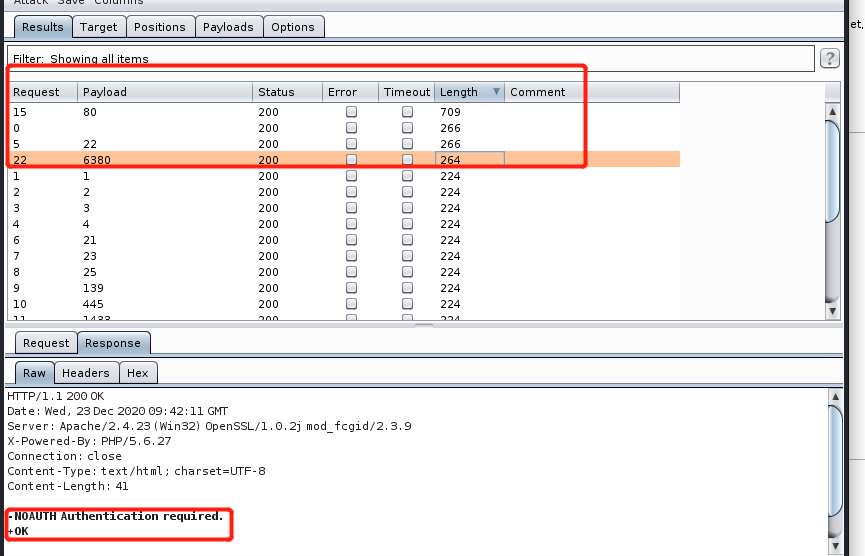 Attack Save Columns
Results Target Positions Payloads Options
et,
Filter: Showing all items ?
Request Payload Status Error Timeout Length ▼ Comment
15 80 200 709
0 200 266
5 22 200 266
22 6380 200 264
1 1 200 224
2 2 200 224
3 3 200 224
4 4 200 224
6 21 200 224
7 23 200 224
8 25 200 224
9 139 200 224
10 445 200 224
11 1433 200 224
Request Response
Raw Headers Hex
HTTP/1.1 200 OK
Date: Wed, 23 Dec 2020 09:42:11 GMT
Server: Apache/2.4.23 (Win32) OpenSSL/1.0.2j mod_fcgid/2.3.9
X-Powered-By: PHP/5.6.27
Connection: close
Content-Type: text/html; charset=UTF-8
Content-Length: 41
-NOAUTH Authentication required.
+OK